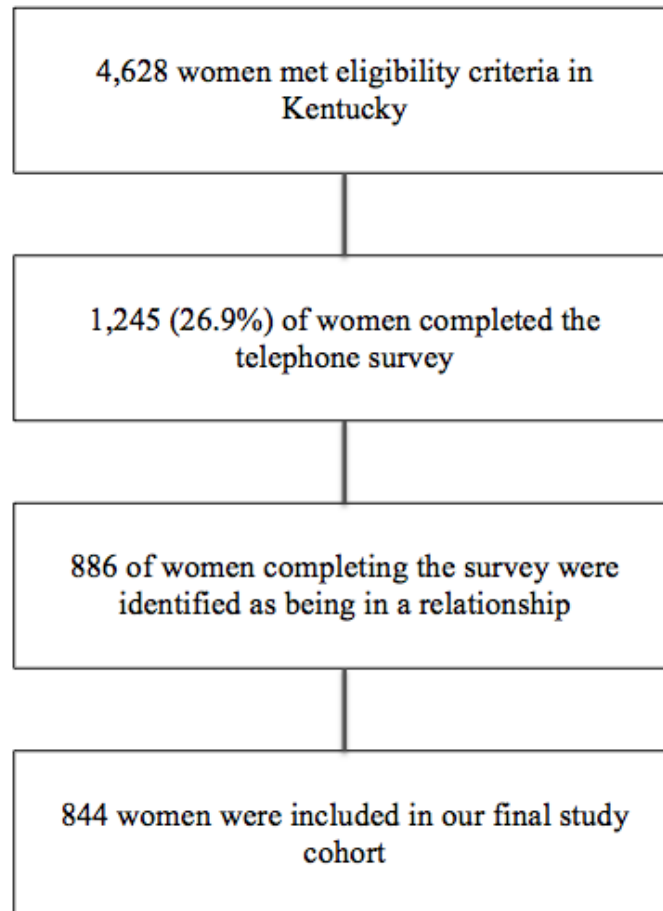 4,628 women met eligibility criteria in
Kentucky
1,245 (26.9%) of women completed the
telephone survey
886 of women completing the survey were
identified as being in a relationship
844 women were included in our final study
cohort